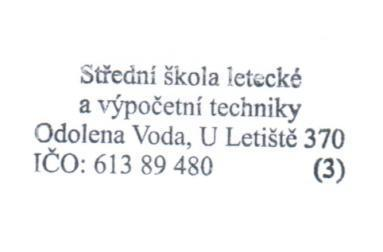 Střední škola letecké
a výpočetní techniky
Odolena Voda, U Letiště 370
IČO: 613 89 480 (3)